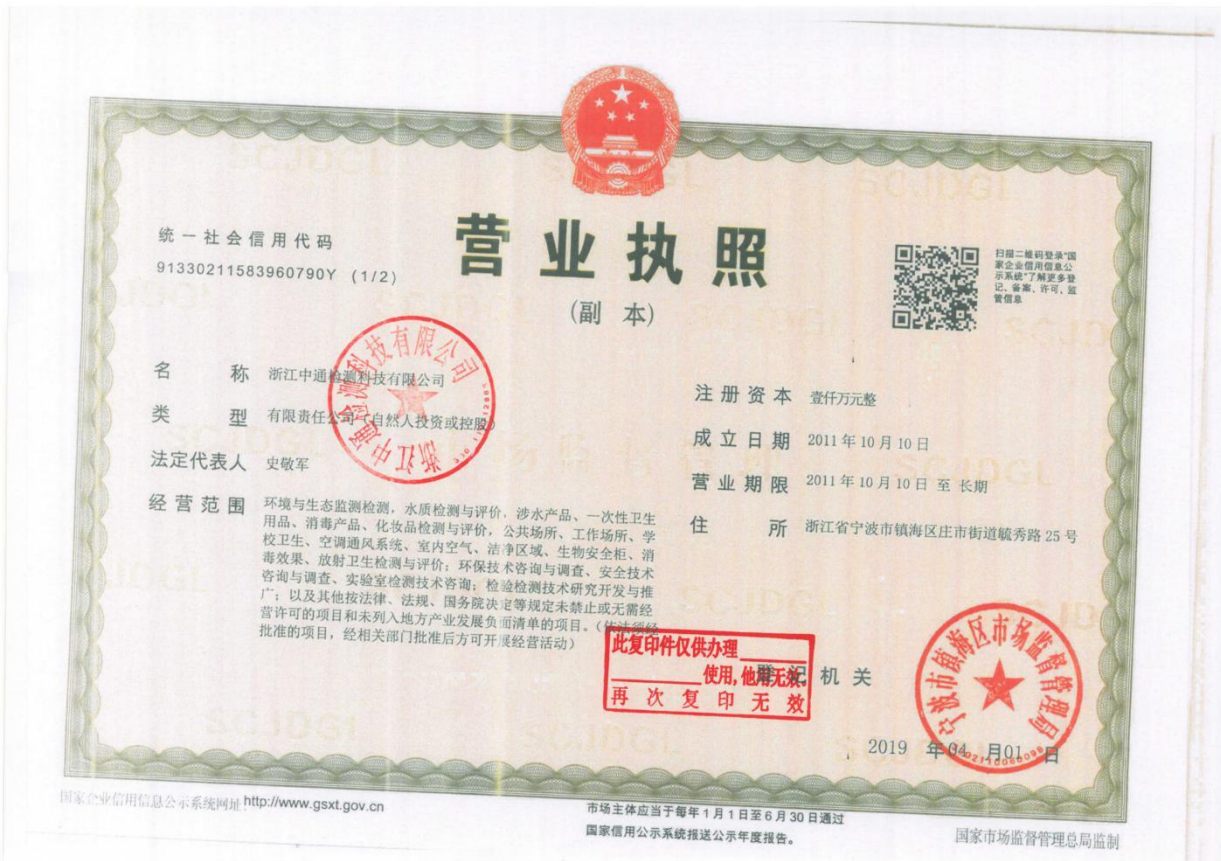 统一社会信用代码
91330211583960790Y (1/2)
营业执照
(副 本)
扫描二维码登录"国
家企业信用信息公
示系统"了解更多登
记、备案、许可、监
管信息
名 称 浙江中通检测科技有限公司
类 型 有限责任公司(自然人投资或控股)
法定代表人 史敬军
经营范围 环境与生态监测检测,水质检测与评价,涉水产品、一次性卫生
用品、消毒产品、化妆品检测与评价,公共场所、工作场所、学
校卫生、空调通风系统、室内空气、洁净区域、生物安全柜、消
毒效果、放射卫生检测与评价;环保技术咨询与调查、安全技术
咨询与调查、实验室检测技术咨询;检验检测技术研究开发与推
广;以及其他按法律、法规、国务院决定等规定未禁止或无需经
营许可的项目和未列入地方产业发展负面清单的项目。(依法须经
批准的项目,经相关部门批准后方可开展经营活动)
注册资本 壹仟万元整
成立日期 2011年10月10日
营业期限 2011年10月10日 至 长期
住 所 浙江省宁波市镇海区庄市街道毓秀路25号
浙江中通检测科技有限公司
此复印件仅供办理
使用,他用无效
再次复印无效
登记机关
宁波市镇海区市场监督管理局
2019 年04 月01 日
国家企业信用信息公示系统网址:http://www.gsxt.gov.cn
市场主体应当于每年1月1日至6月30日通过
国家信用公示系统报送公示年度报告。
国家市场监督管理总局监制
SCJDGL